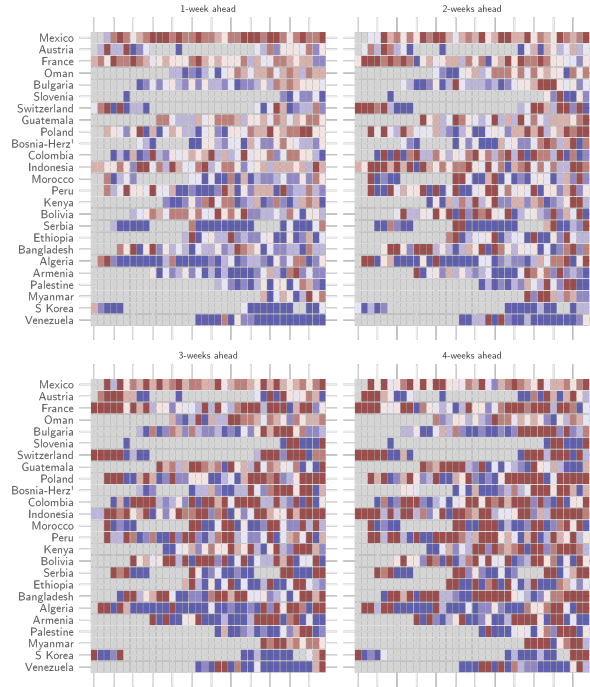 1-week ahead
2-weeks ahead
Mexico
Austria
France
Oman
Bulgaria
Slovenia
Switzerland
Guatemala
Poland
Bosnia-Herz'
Colombia
Indonesia
Morocco
Peru
Kenya
Bolivia
Serbia
Ethiopia
Bangladesh
Algeria
Armenia
Palestine
Myanmar
S Korea
Venezuela
3-weeks ahead
4-weeks ahead
Mexico
Austria
France
Oman
Bulgaria
Slovenia
Switzerland
Guatemala
Poland
Bosnia-Herz'
Colombia
Indonesia
Morocco
Peru
Kenya
Bolivia
Serbia
Ethiopia
Bangladesh
Algeria
Armenia
Palestine
Myanmar
S Korea
Venezuela